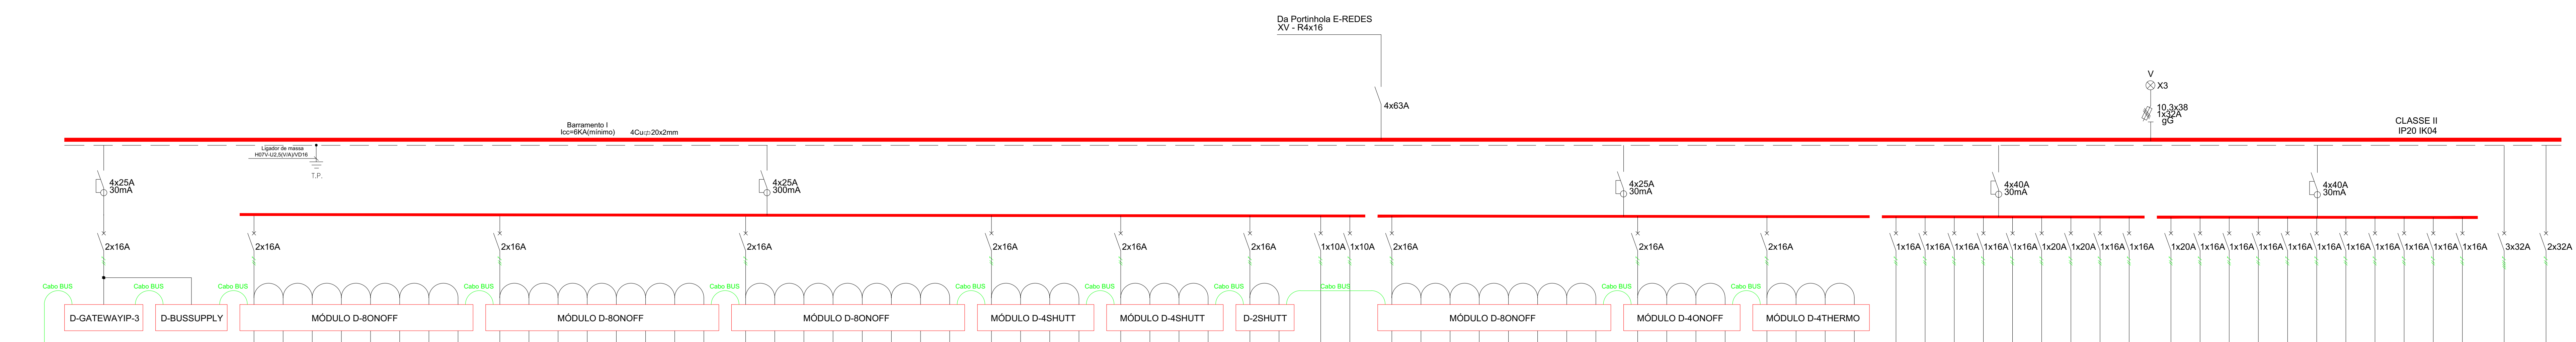 Da Portinhola E-REDES
XV - R4x16
V
X3
10,3x38
1x32A
gG
4x63A
CLASSE II
IP20 IK04
Barramento I
Icc=6KA(mínimo)
4Cu(2)20x2mm
Ligador de massa
H07V-U2,5(V/A)/VD16
T.P.
4x25A
30mA
4x25A
300mA
4x25A
30mA
4x40A
30mA
4x40A
30mA
2x16A
2x16A
2x16A
2x16A
2x16A
2x16A
2x16A
1x10A
1x10A
2x16A
2x16A
2x16A
1x16A
1x16A
1x16A
1x16A
1x16A
1x20A
1x20A
1x16A
1x16A
1x20A
1x16A
1x16A
1x16A
1x16A
1x16A
1x16A
1x16A
1x16A
1x16A
1x16A
3x32A
2x32A
Cabo BUS
Cabo BUS
Cabo BUS
Cabo BUS
Cabo BUS
Cabo BUS
Cabo BUS
Cabo BUS
Cabo BUS
Cabo BUS
Cabo BUS
D-GATEWAYIP-3
D-BUSSUPPLY
MÓDULO D-8ONOFF
MÓDULO D-8ONOFF
MÓDULO D-8ONOFF
MÓDULO D-4SHUTT
MÓDULO D-4SHUTT
D-2SHUTT
MÓDULO D-8ONOFF
MÓDULO D-4ONOFF
MÓDULO D-4THERMO